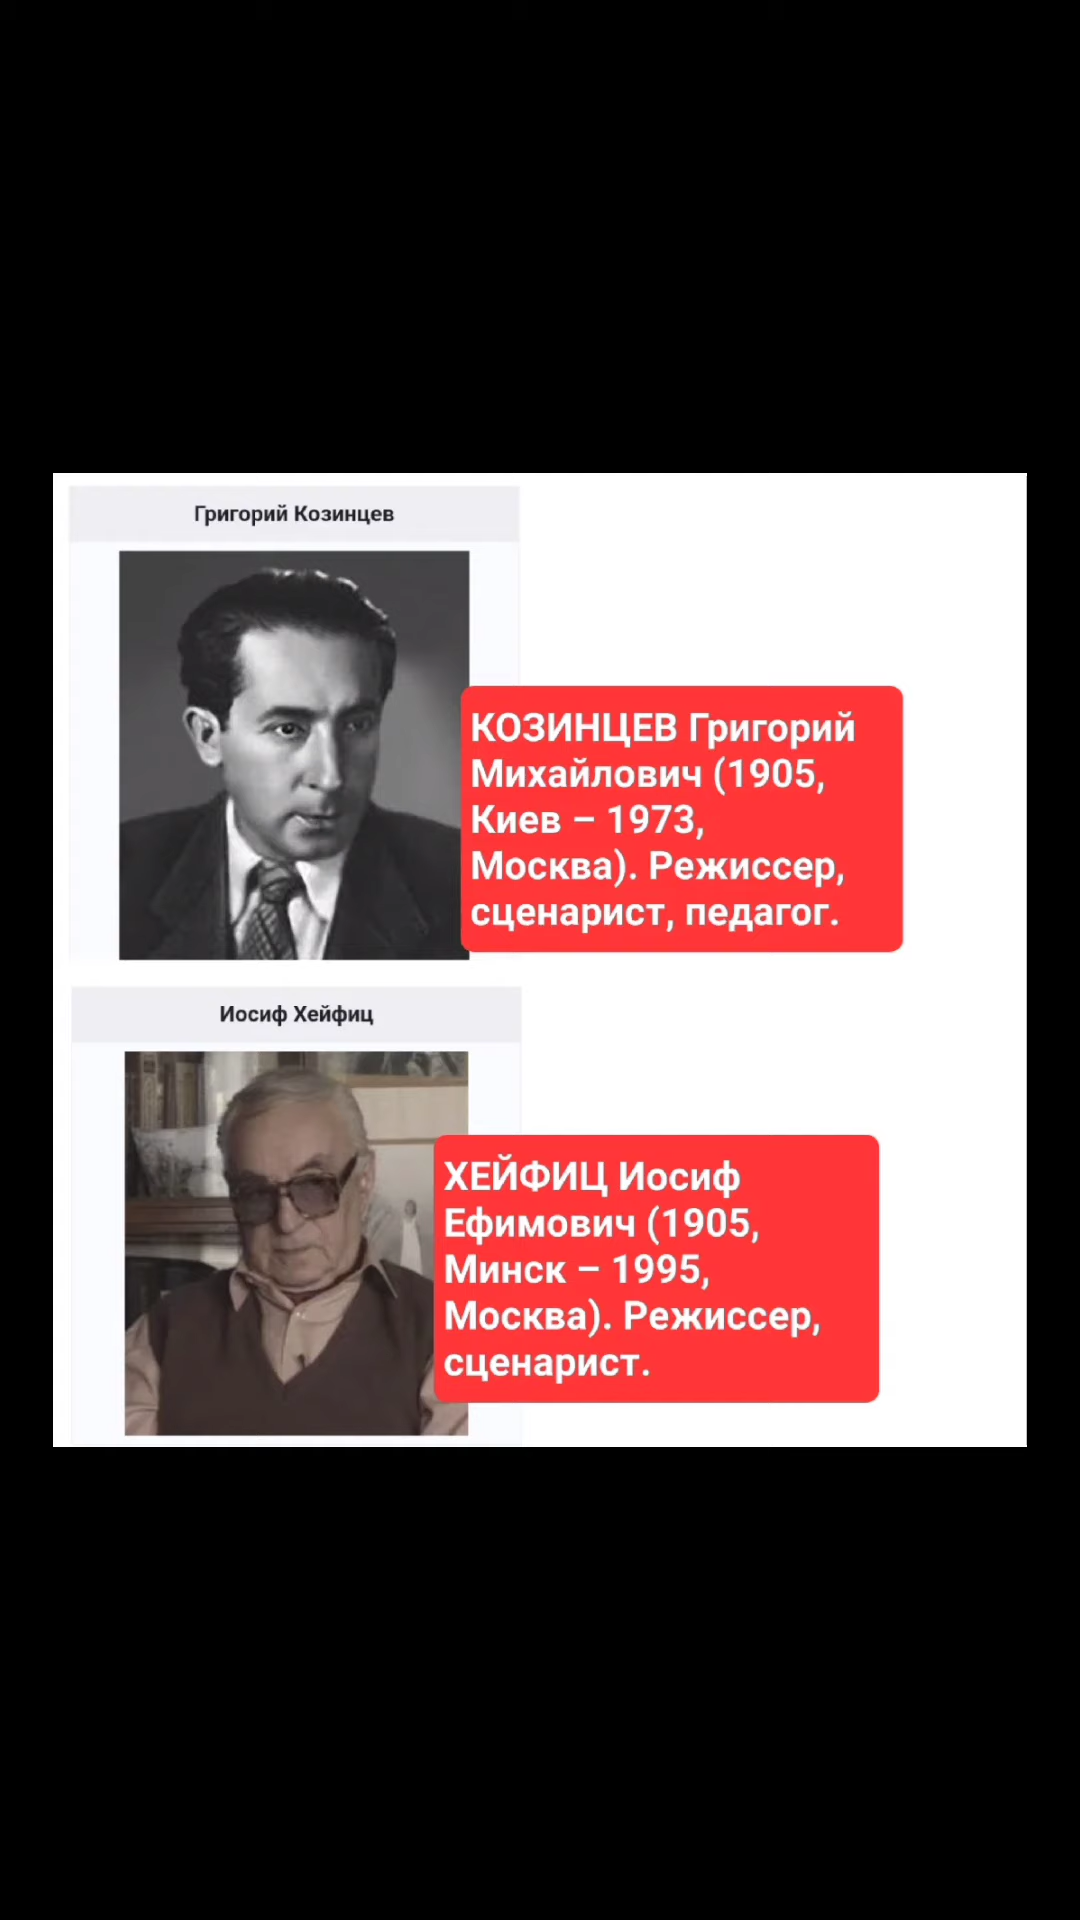 Григорий Козинцев
КОЗИНЦЕВ Григорий
Михайлович (1905,
Киев – 1973,
Москва). Режиссер,
сценарист, педагог.
Иосиф Хейфиц
ХЕЙФИЦ Иосиф
Ефимович (1905,
Минск – 1995,
Москва). Режиссер,
сценарист.